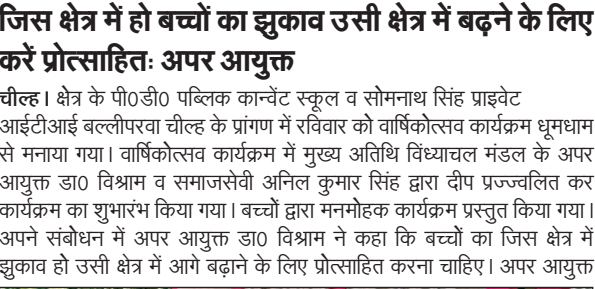 जिस क्षेत्र में हो बच्चों का झुकाव उसी क्षेत्र में बढ़ने के लिए
करें प्रोत्साहितः अपर आयुक्त
चील्ह। क्षेत्र के पी0डी0 पब्लिक कान्वेंट स्कूल व सोमनाथ सिंह प्राइवेट
आईटीआई बल्लीपरवा चील्ह के प्रांगण में रविवार को वार्षिकोत्सव कार्यक्रम धूमधाम
से मनाया गया। वार्षिकोत्सव कार्यक्रम में मुख्य अतिथि विंध्याचल मंडल के अपर
आयुक्त डा0 विश्राम व समाजसेवी अनिल कुमार सिंह द्वारा दीप प्रज्ज्वलित कर
कार्यक्रम का शुभारंभ किया गया। बच्चों द्वारा मनमोहक कार्यक्रम प्रस्तुत किया गया।
अपने संबोधन में अपर आयुक्त डा0 विश्राम ने कहा कि बच्चों का जिस क्षेत्र में
झुकाव हो उसी क्षेत्र में आगे बढ़ाने के लिए प्रोत्साहित करना चाहिए। अपर आयुक्त